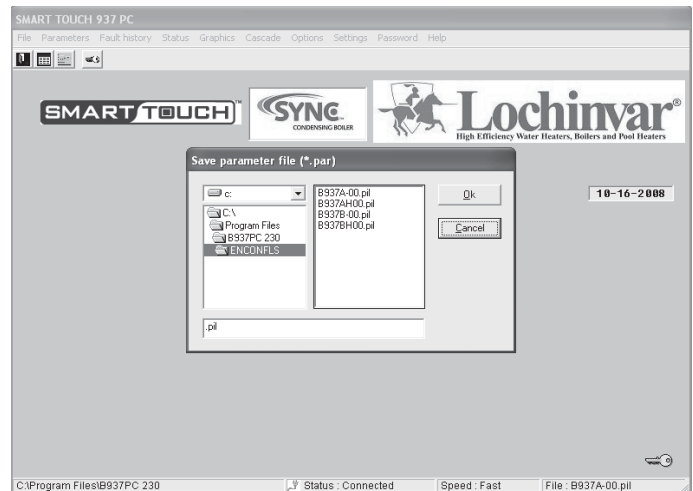 SMART TOUCH 937 PC
File Parameters Fault history Status Graphics Cascade Options Settings Password Help
SMART TOUCH™
SYNC
CONDENSING BOILER
Lochinvar®
High Efficiency Water Heaters, Boilers and Pool Heaters
Save parameter file (*.par)
c:
C:\
Program Files
B937PC 230
ENCONFLS
B937A-00.pil
B937AH00.pil
B937B-00.pil
B937BH00.pil
Ok
Cancel
.pil
10-16-2008
C:\Program Files\B937PC 230
Status : Connected
Speed : Fast
File : B937A-00.pil